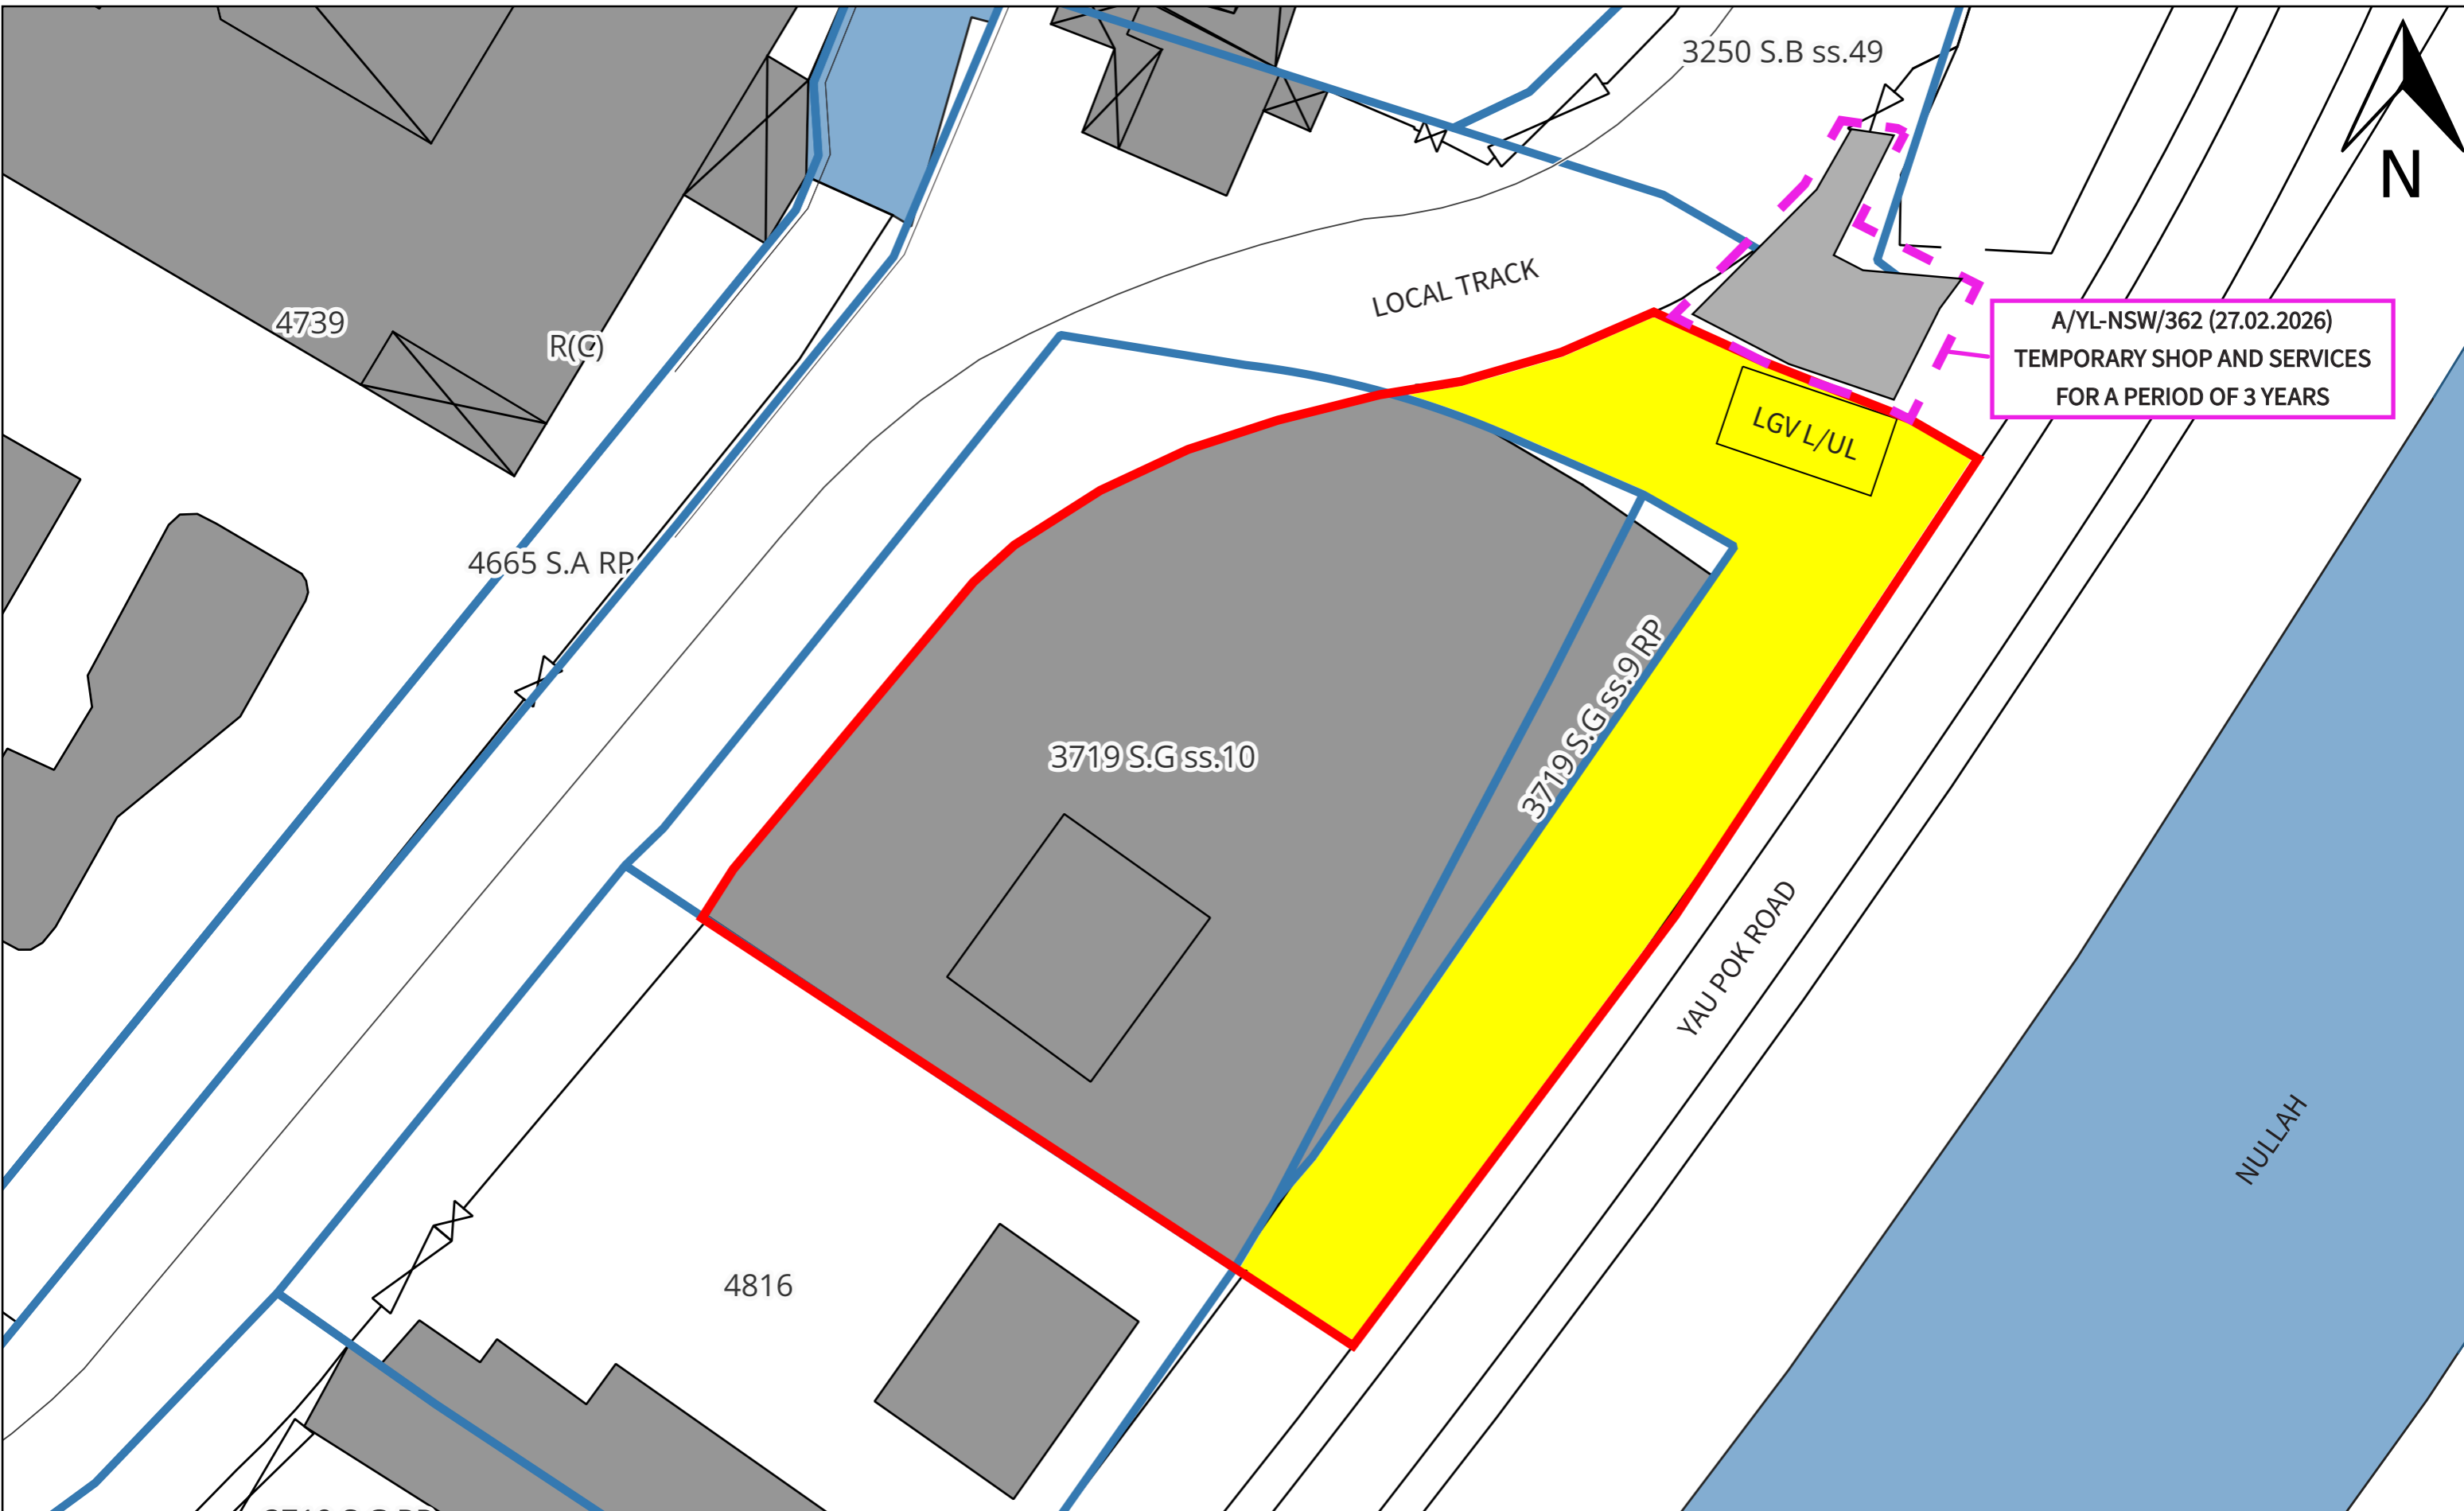 3250 S.B ss.49
N
LOCAL TRACK
A/YL-NSW/362 (27.02.2026)
TEMPORARY SHOP AND SERVICES
FOR A PERIOD OF 3 YEARS
4739
R(C)
LGV L/UL
4665 S.A RP
3719 S.G ss.10
3719 S.G ss.9 RP
YAU POK ROAD
NULLAH
4816